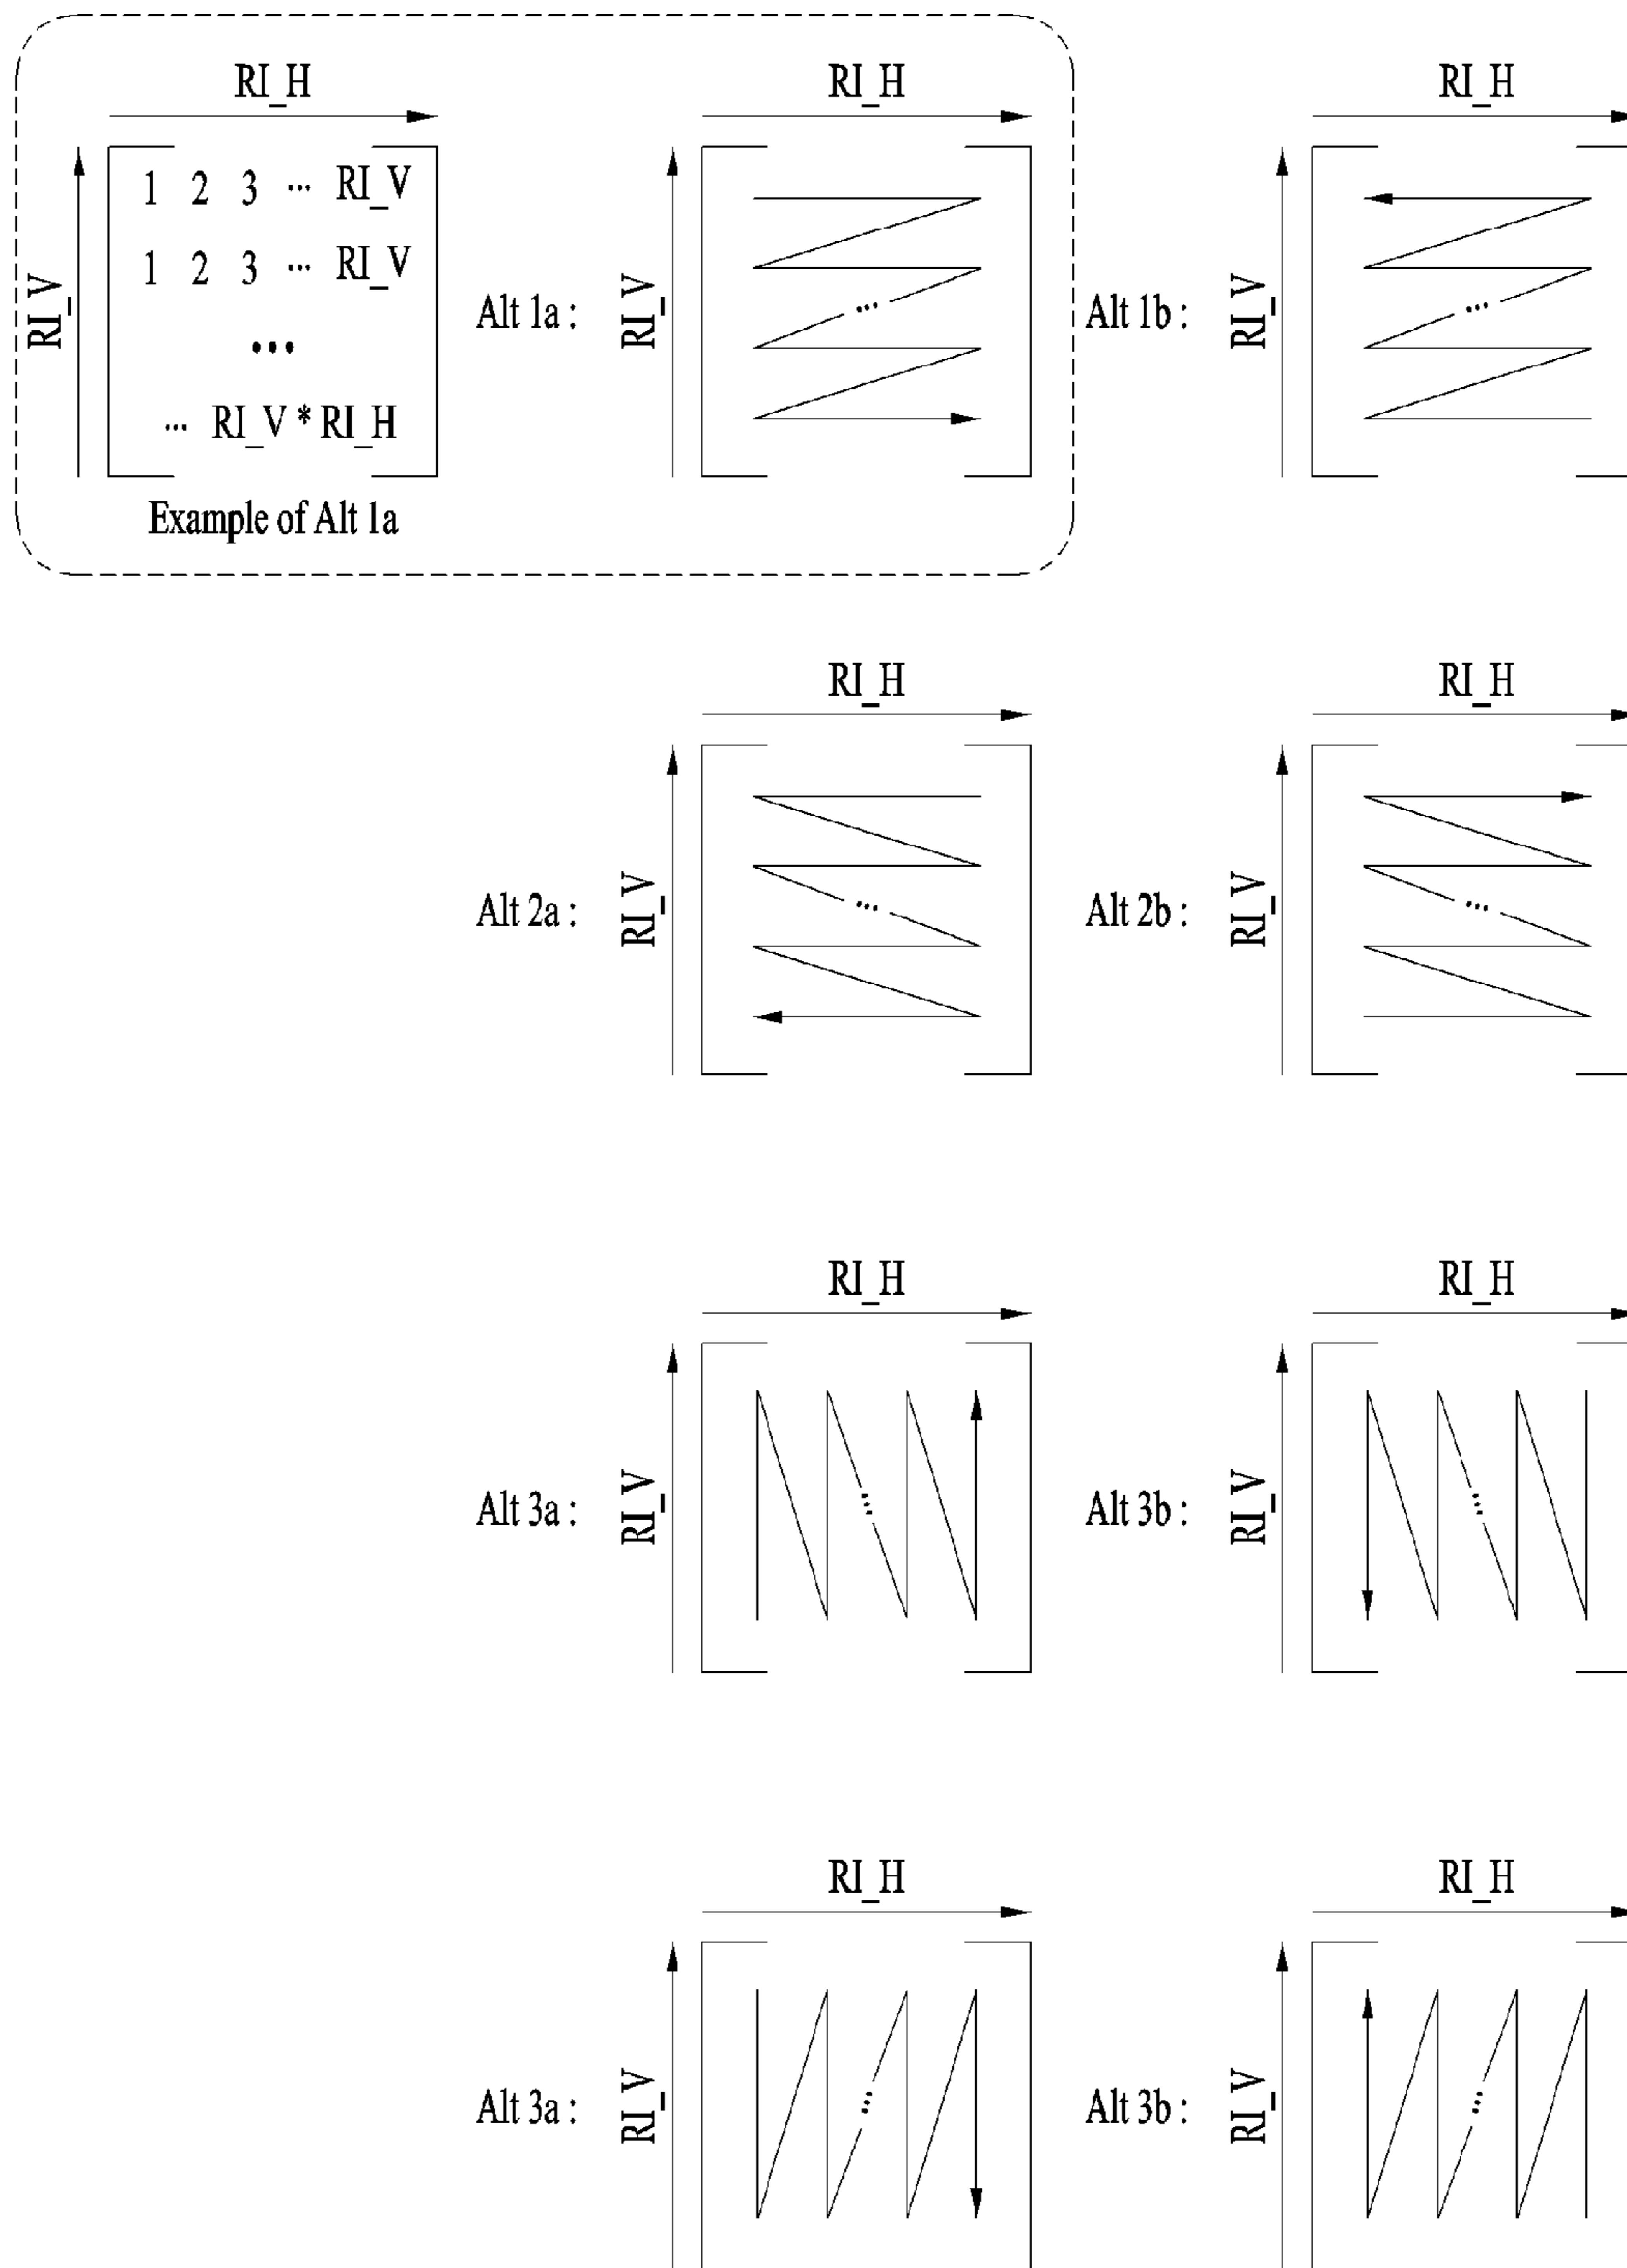 RI_H RI_H RI_H
1 2 3 ... RI_V
1 2 3 ... RI_V
RI_V Alt 1a : RI_V Alt 1b : RI_V
...
... RI_V * RI_H
Example of Alt 1a
... ...
RI_H RI_H
Alt 2a : RI_V ... Alt 2b : RI_V ...
RI_H RI_H
Alt 3a : RI_V ... Alt 3b : RI_V ...
RI_H RI_H
Alt 3a : RI_V ... Alt 3b : RI_V ...